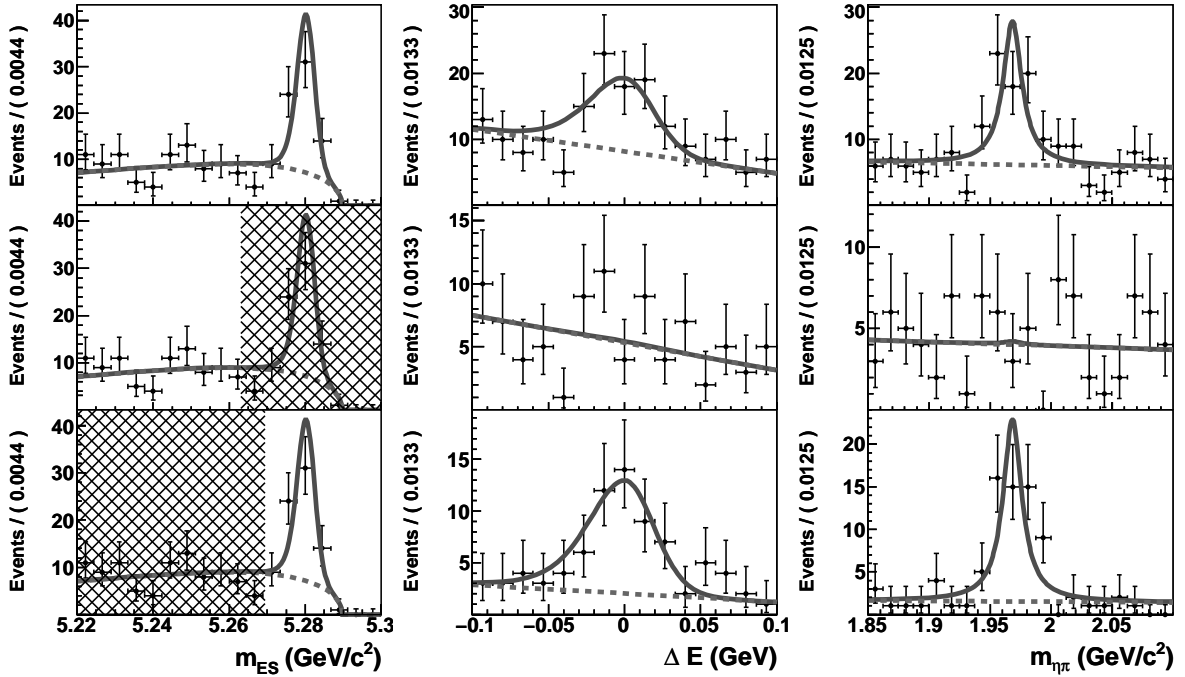 Events / ( 0.0044 )
40
30
20
10
Events / ( 0.0133 )
30
20
10
Events / ( 0.0125 )
30
20
10
Events / ( 0.0044 )
40
30
20
10
Events / ( 0.0133 )
15
10
5
Events / ( 0.0125 )
10
5
Events / ( 0.0044 )
40
30
20
10
5.22 5.24 5.26 5.28 5.3
m_ES (GeV/c²)
Events / ( 0.0133 )
15
10
5
−0.1 −0.05 0 0.05 0.1
Δ E (GeV)
Events / ( 0.0125 )
20
15
10
5
1.85 1.9 1.95 2 2.05
m_ηπ (GeV/c²)